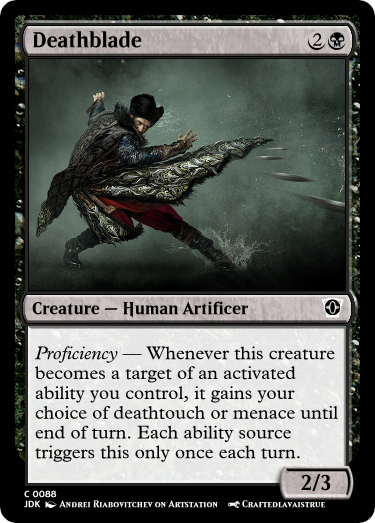 Deathblade 2
Creature — Human Artificer
Proficiency — Whenever this creature
becomes a target of an activated
ability you control, it gains your
choice of deathtouch or menace until
end of turn. Each ability source
triggers this only once each turn.
2/3
C 0088
JDK Andrei Riabovitchev on Artstation Craftedlavaistrue